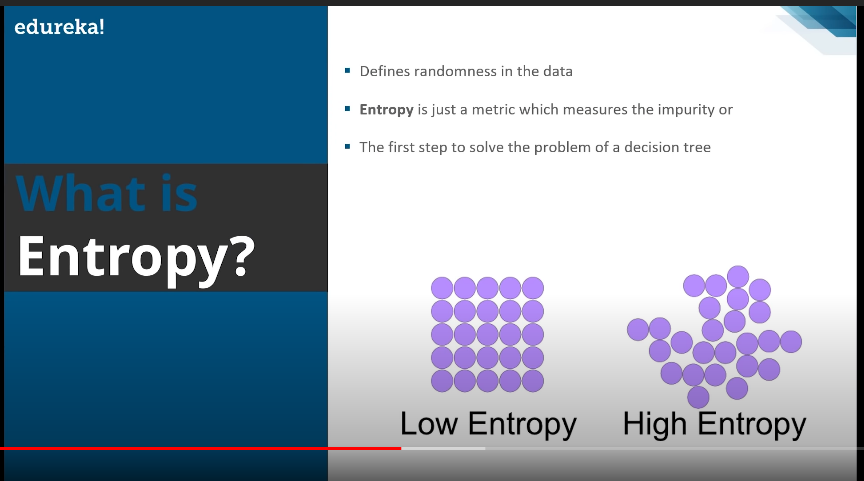 edureka!
What is
Entropy?
Defines randomness in the data
Entropy is just a metric which measures the impurity or
The first step to solve the problem of a decision tree
Low Entropy
High Entropy